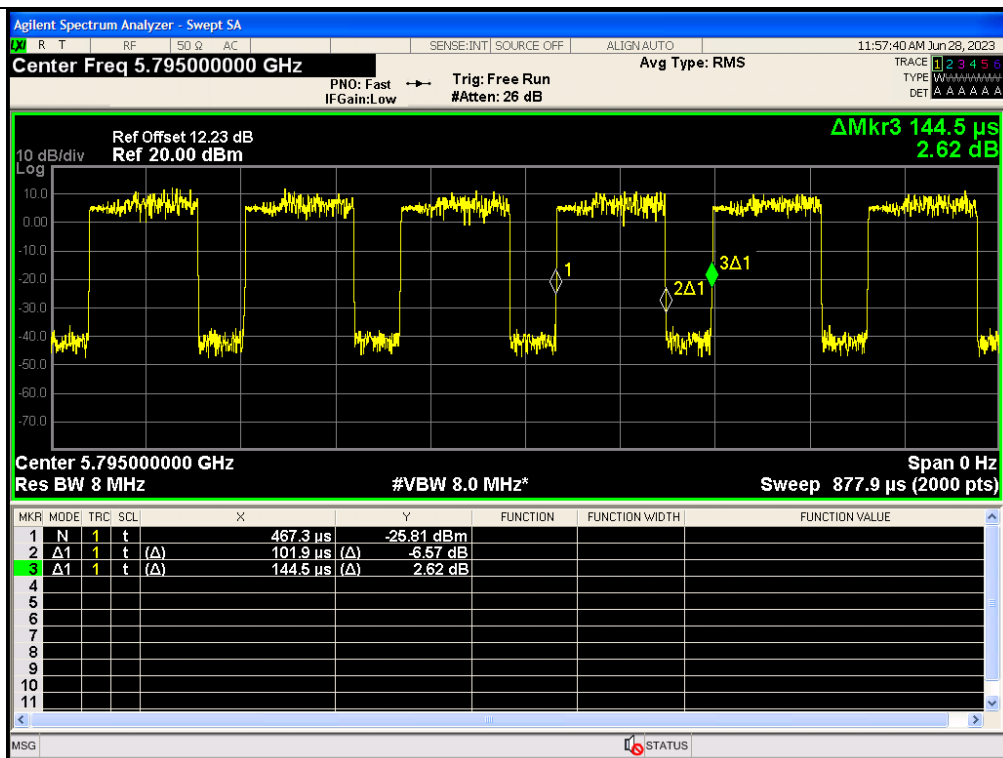 Agilent Spectrum Analyzer - Swept SA
LXI R T RF 50 Ω AC SENSE:INT SOURCE OFF ALIGN AUTO 11:57:40 AM Jun 28, 2023
Center Freq 5.795000000 GHz Avg Type: RMS TRACE 1 2 3 4 5 6
PNO: Fast Trig: Free Run TYPE WWWWWW
IFGain:Low #Atten: 26 dB DET A A A A A A
ΔMkr3 144.5 µs
Ref Offset 12.23 dB
10 dB/div Ref 20.00 dBm 2.62 dB
Log
10.0
0.00
-10.0
1
2Δ1
3Δ1
-20.0
-30.0
-40.0
-50.0
-60.0
-70.0
Center 5.795000000 GHz Span 0 Hz
Res BW 8 MHz #VBW 8.0 MHz* Sweep 877.9 µs (2000 pts)
MKR MODE TRC SCL X Y FUNCTION FUNCTION WIDTH FUNCTION VALUE
1 N 1 t 467.3 µs -25.81 dBm
2 Δ1 1 t (Δ) 101.9 µs (Δ) -6.57 dB
3 Δ1 1 t (Δ) 144.5 µs (Δ) 2.62 dB
4
5
6
7
8
9
10
11
MSG STATUS